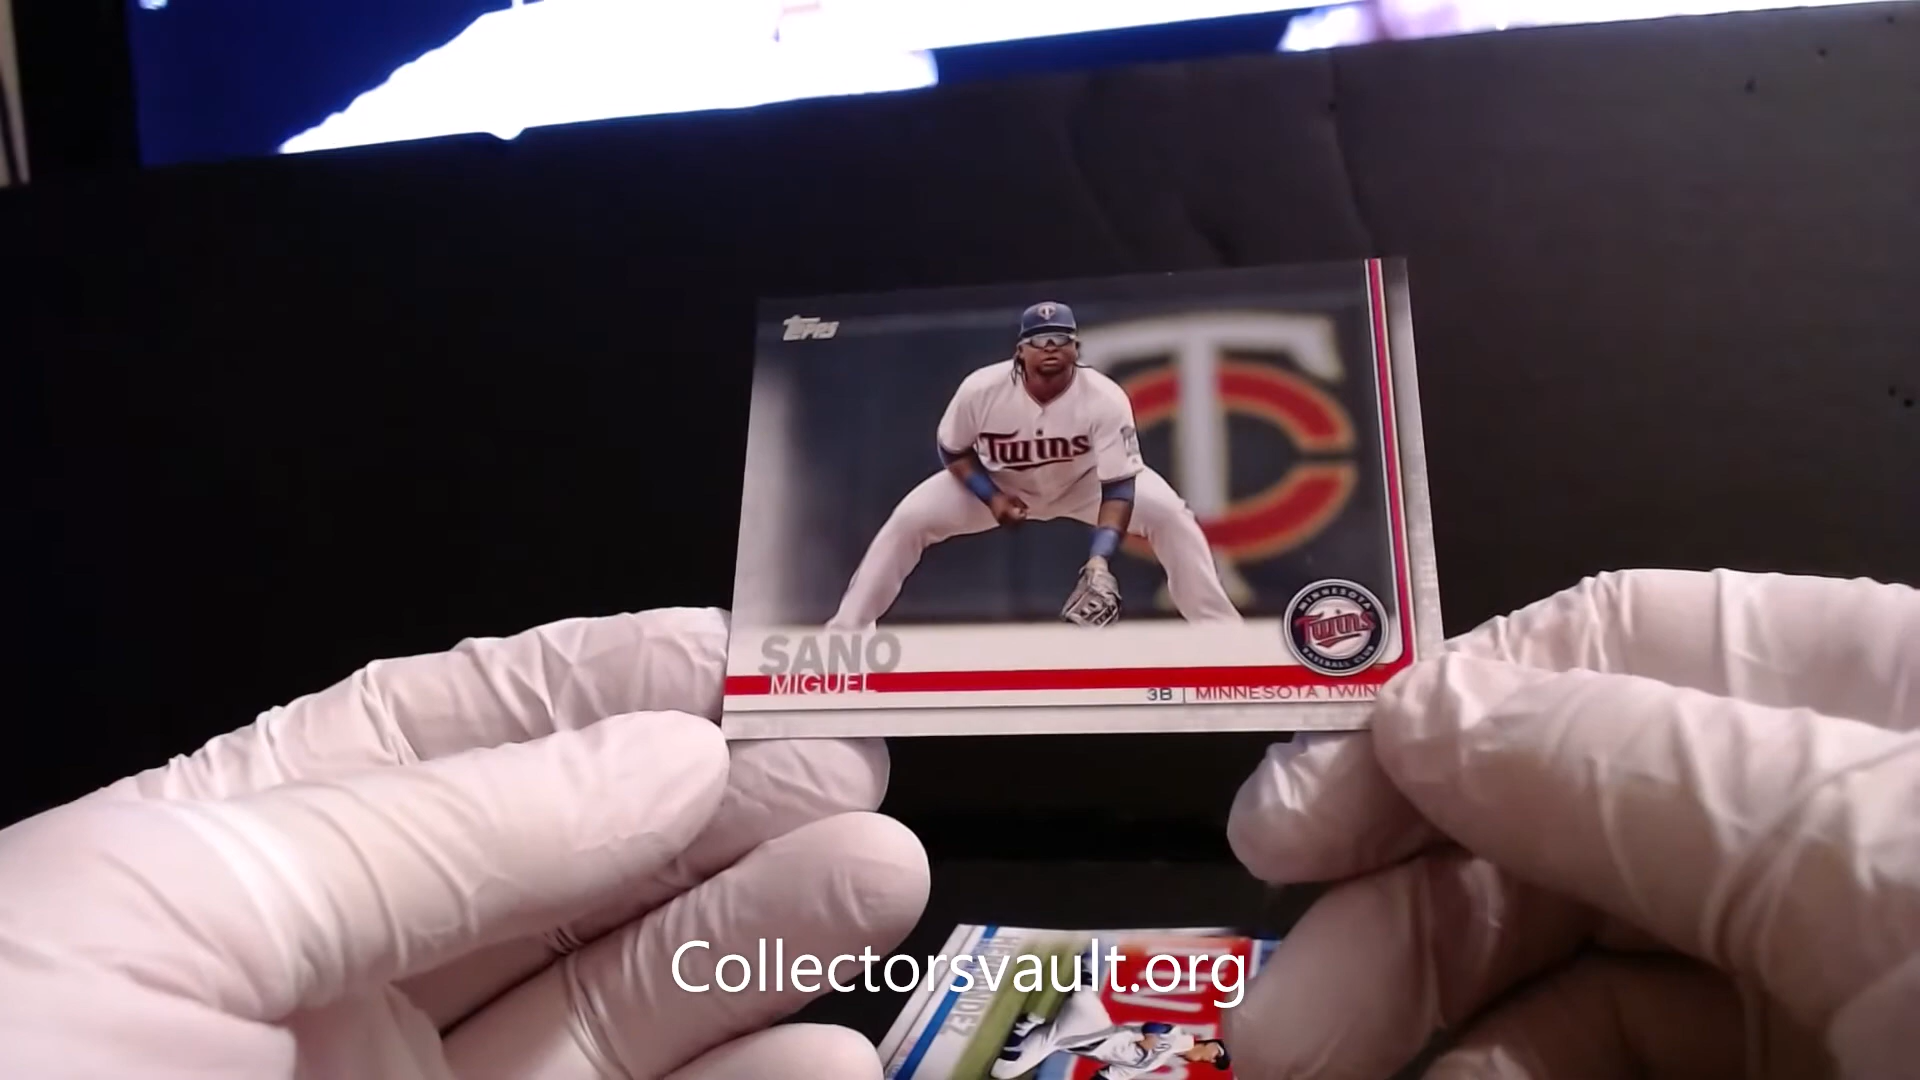 Topps
Twins
MINNESOTA
Twins
BASEBALL CLUB
SANO
MIGUEL
3B | MINNESOTA TWIN
Collectorsvault.org